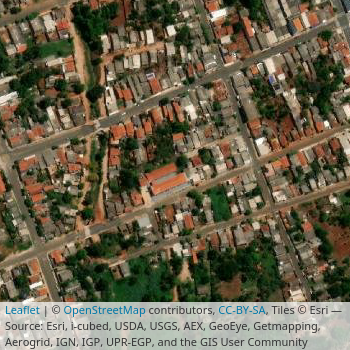 Leaflet | © OpenStreetMap contributors, CC-BY-SA, Tiles © Esri —
Source: Esri, i-cubed, USDA, USGS, AEX, GeoEye, Getmapping,
Aerogrid, IGN, IGP, UPR-EGP, and the GIS User Community